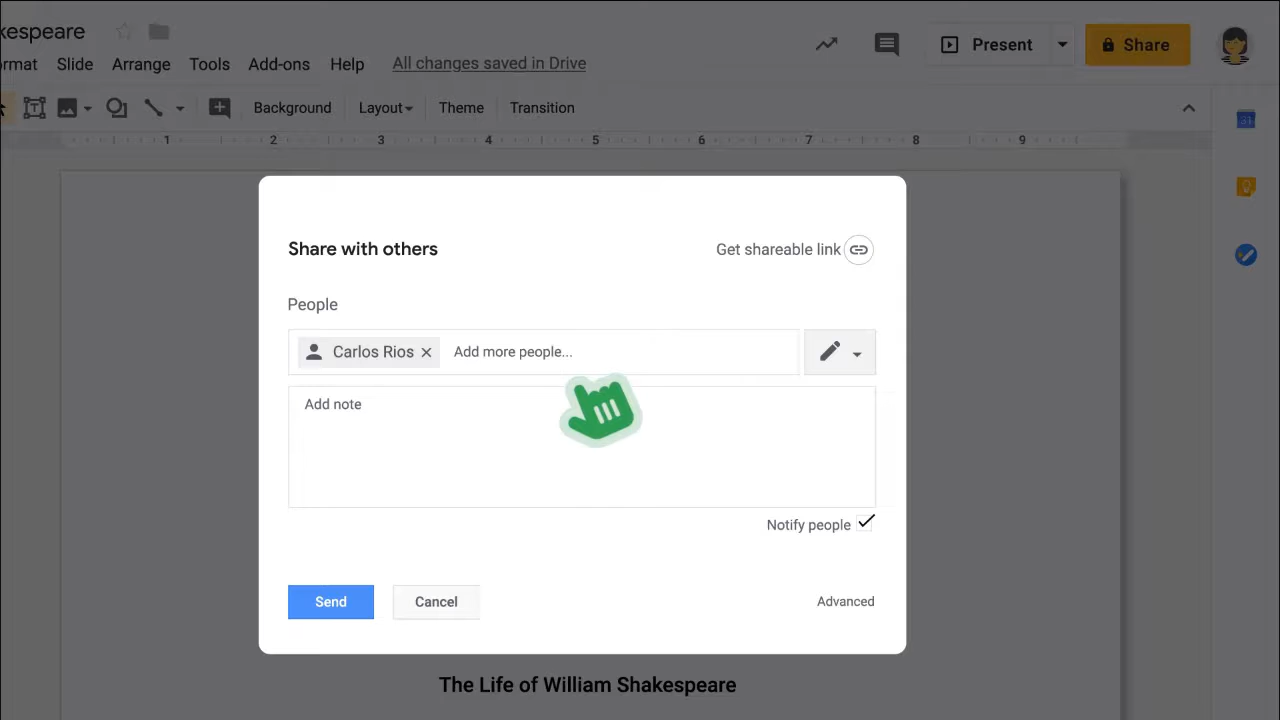 kespeare
rmat Slide Arrange Tools Add-ons Help All changes saved in Drive
Present Share
Background Layout Theme Transition
1 2 3 4 5 6 7 8 9
31
Share with others
Get shareable link
People
Carlos Rios × Add more people...
Add note
Notify people
Send Cancel Advanced
The Life of William Shakespeare